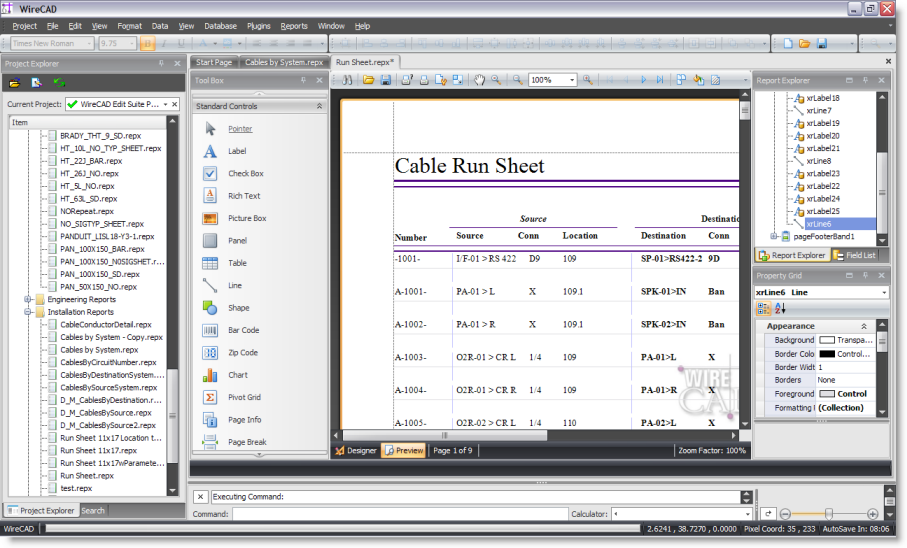 WireCAD
Project File Edit View Format Data View Database Plugins Reports Window Help
Times New Roman 9.75 B I U
Project Explorer
Current Project: WireCAD Edit Suite P...
Item
BRADY_THT_9_SD.repx
HT_10L_NO_TYP_SHEET.repx
HT_22J_BAR.repx
HT_26J_NO.repx
HT_5L_NO.repx
HT_63L_SD.repx
NORepeat.repx
NO_SIGTYP_SHEET.repx
PANDUIT_LISL18-Y3-1.repx
PAN_100X150_BAR.repx
PAN_100X150_NOSIGSHET.r...
PAN_100X150_SD.repx
PAN_50X150_NO.repx
Engineering Reports
Installation Reports
CableConductorDetail.repx
Cables by System - Copy.repx
Cables by System.repx
CablesByCircuitNumber.repx
CablesByDestinationSystem....
CablesBySourceSystem.repx
D_M_CablesByDestination.r...
D_M_CablesBySource.repx
D_M_CablesBySource2.repx
Run Sheet 11x17 Location t...
Run Sheet 11x17.repx
Run Sheet 11x17wParamete...
Run Sheet.repx
test.repx
Project Explorer Search
Start Page Cables by System.repx Run Sheet.repx*
Tool Box
Standard Controls
Pointer
Label
Check Box
Rich Text
Picture Box
Panel
Table
Line
Shape
Bar Code
Zip Code
Chart
Pivot Grid
Page Info
Page Break
100%
Cable Run Sheet
Source Destinatio
Number Source Conn Location Destination Conn
-1001- I/F-01 > RS 422 D9 109 SP-01>RS422-2 9D
A-1001- PA-01 > L X 109.1 SPK-01>IN Ban
A-1002- PA-01 > R X 109.1 SPK-02>IN Ban
A-1003- O2R-01 > CR L 1/4 109 PA-01>L X
A-1004- O2R-01 > CR R 1/4 109 PA-01>R X
A-1005- O2R-02 > CR L 1/4 110 PA-02>L X
WIRE
CA
Designer Preview Page 1 of 9 Zoom Factor: 100%
Report Explorer
xrLabel18
xrLine7
xrLabel19
xrLabel20
xrLabel21
xrLine8
xrLabel23
xrLabel22
xrLabel24
xrLabel25
xrLine6
pageFooterBand1
Report Explorer Field List
Property Grid
xrLine6 Line
Appearance
Background Transpa...
Border Colo Control...
Border Widt 1
Borders None
Foreground Control
Formatting (Collection)
Executing Command:
Command: Calculator:
WireCAD 2.6241, 38.7270, 0.0000 Pixel Coord: 35 , 233 AutoSave In: 08:06